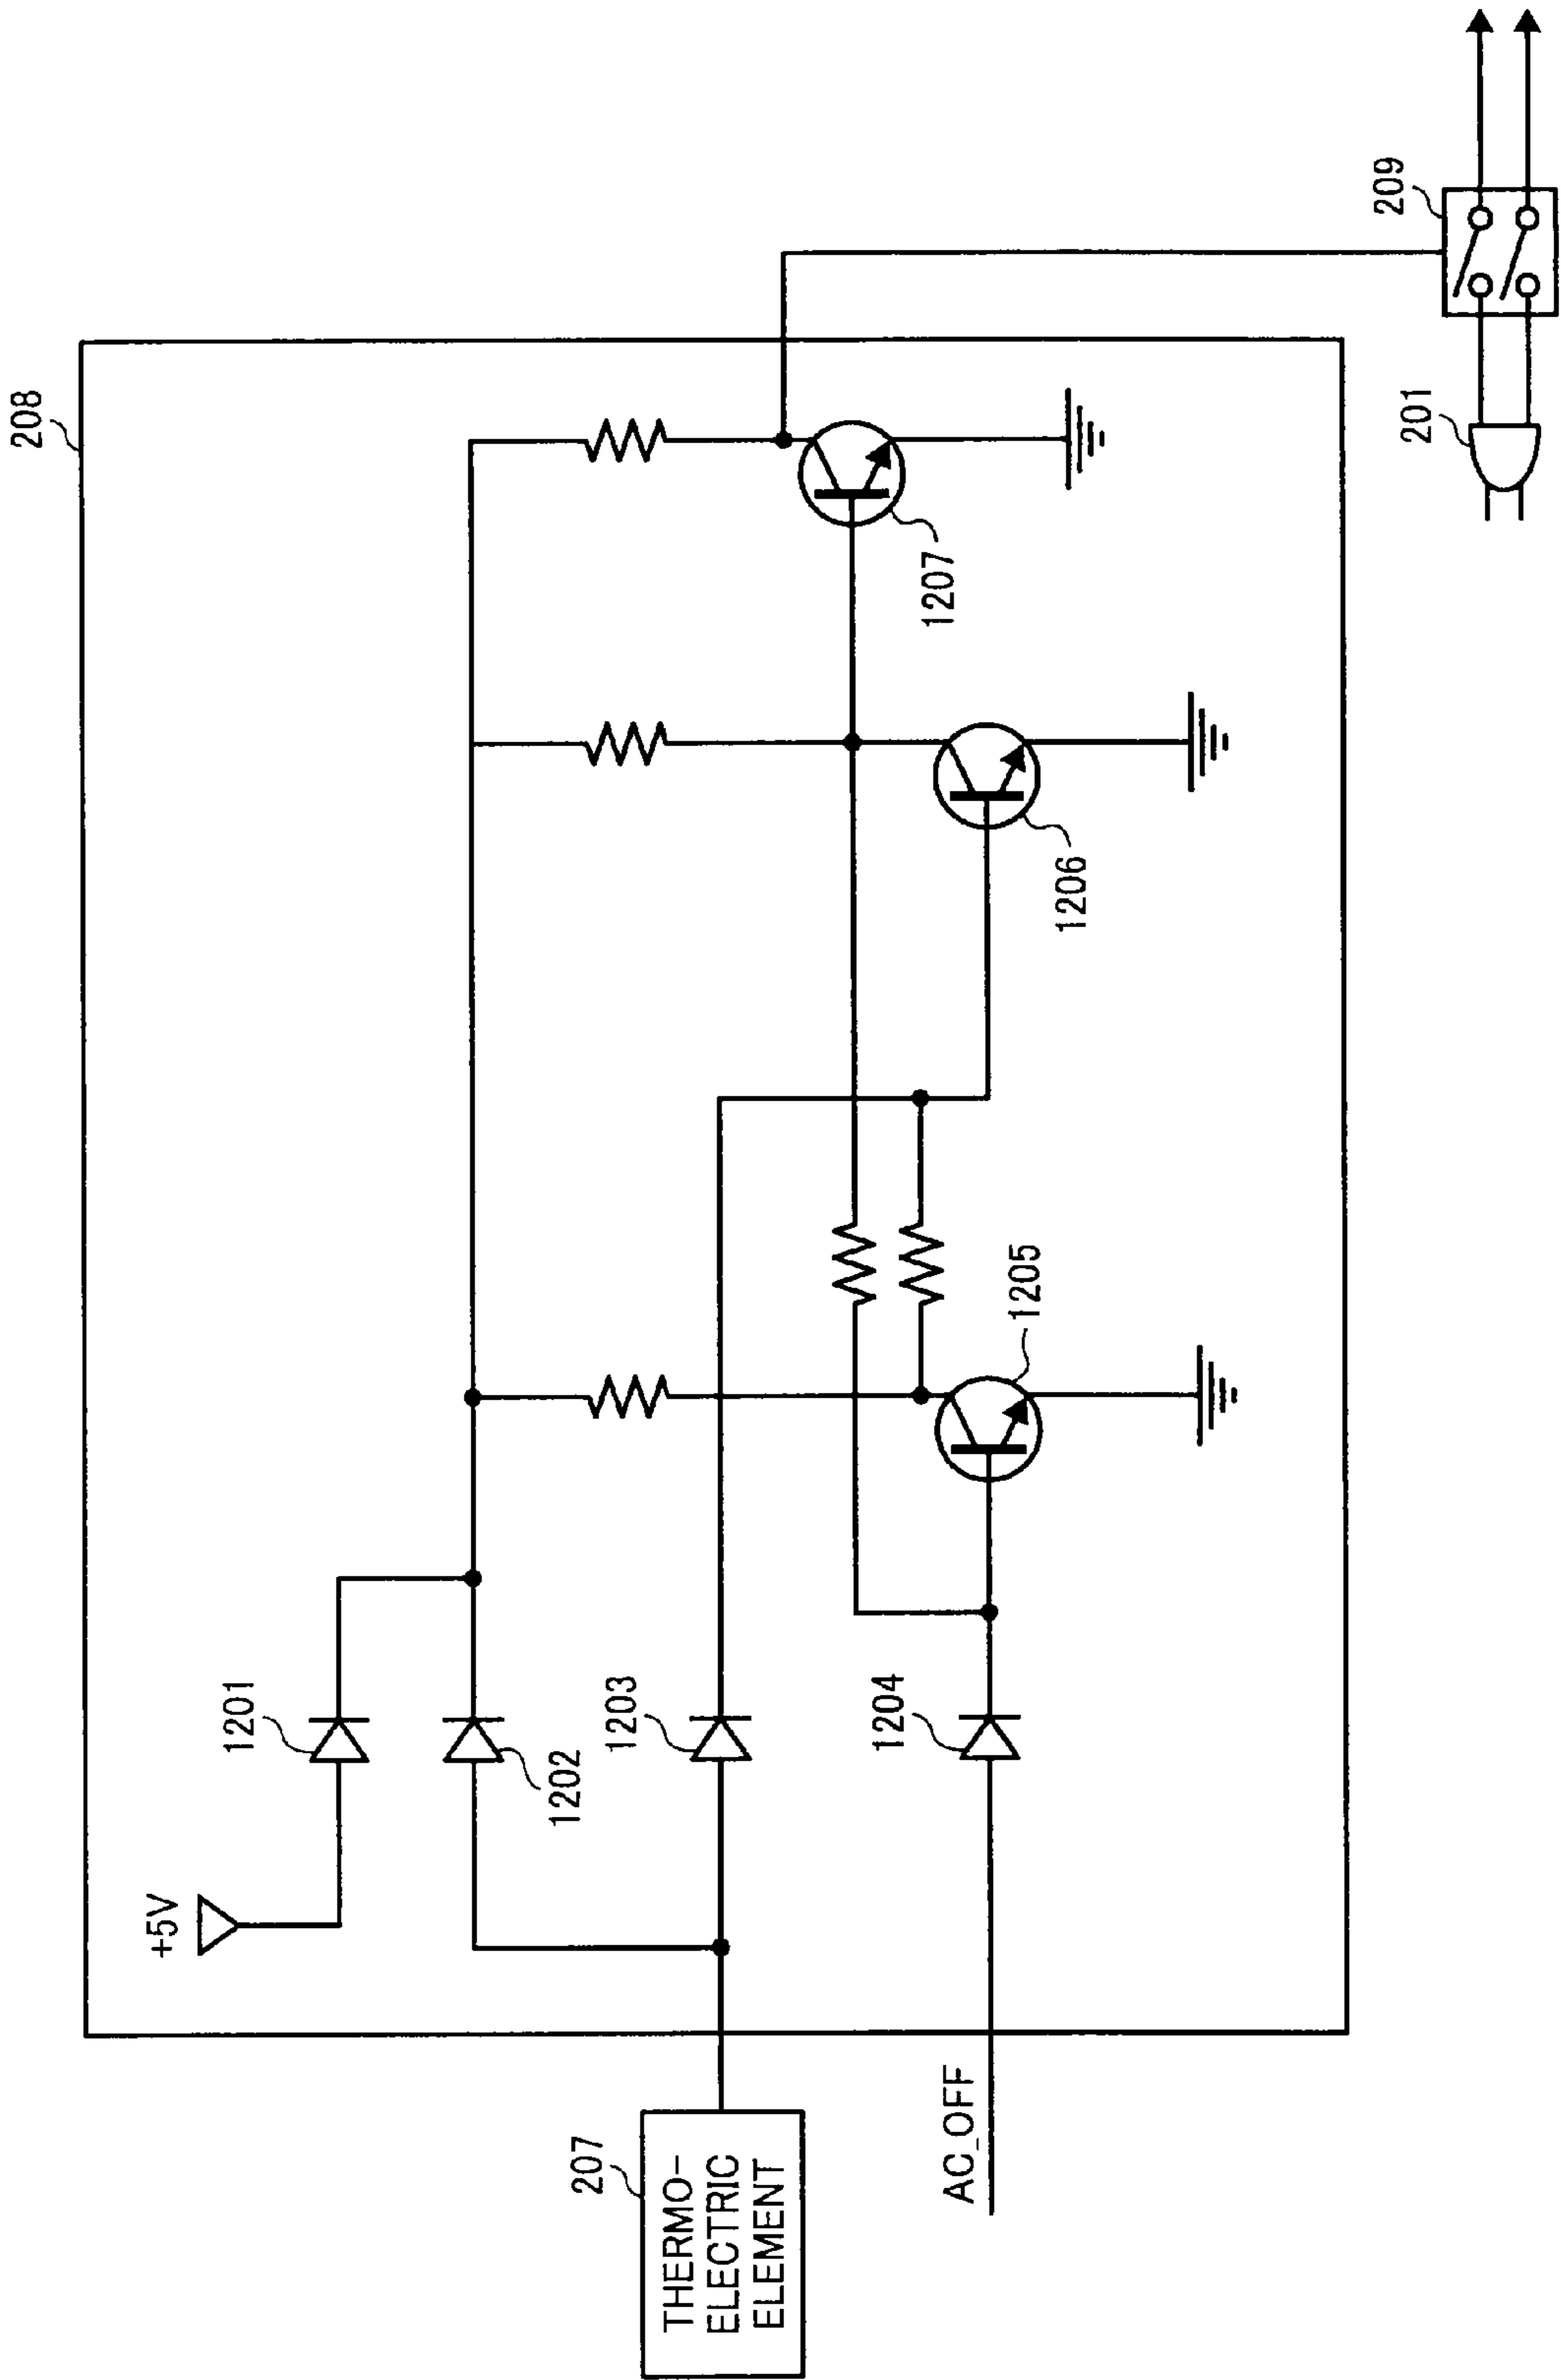 208
+5V
1201
1202
1203
1204
207
THERMO-
ELECTRIC
ELEMENT
AC_OFF
1205
1206
1207
209
201